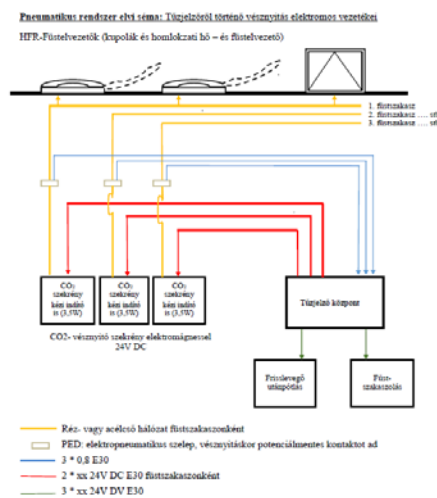 Pneumatikus rendszer elvi séma: Tűzjelzőről történő vésznyitás elektromos vezetékei
HFR-Füstelvezetők (kupolák és homlokzati hő – és füstelvezető)
1. füstszakasz
2. füstszakasz ..... stb
3. füstszakasz ..... stb
CO2 szekrény kézi indító is (3,5W)
CO2 szekrény kézi indító is (3,5W)
CO2 szekrény kézi indító is (3,5W)
Tűzjelző központ
CO2- vésznyitó szekrény elektromágnessel
24V DC
Frisslevegő utánpótlás
Füst-szakaszolás
Réz- vagy acélcső hálózat füstszakaszonként
PED: elektropneumatikus szelep, vésznyitáskor potenciálmentes kontaktot ad
3 * 0,8 E30
2 * xx 24V DC E30 füstszakaszonként
3 * xx 24V DV E30